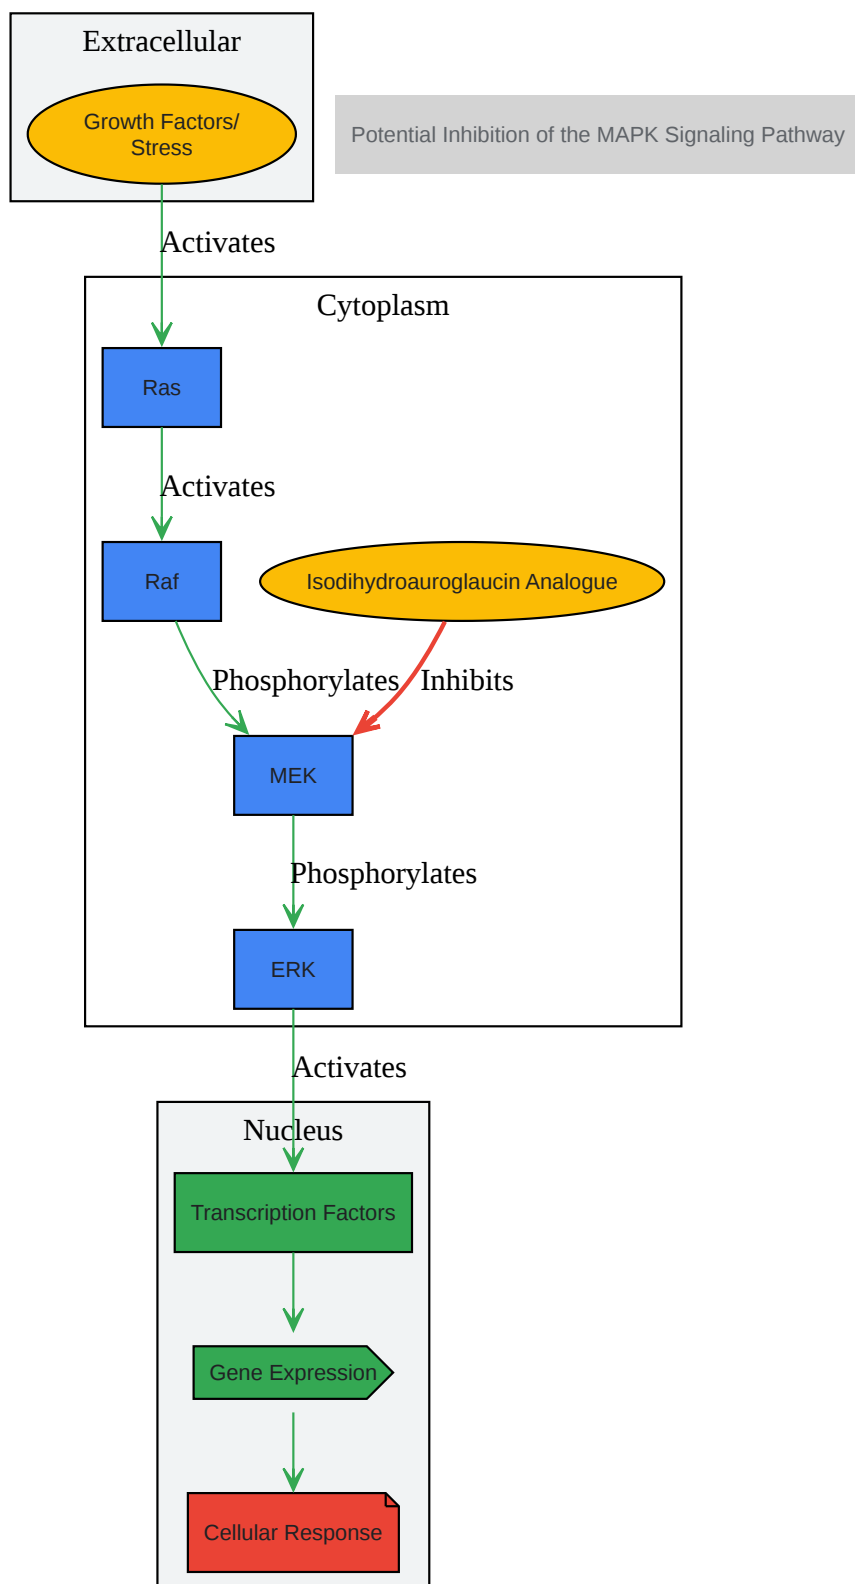 Extracellular
Growth Factors/
Stress
Potential Inhibition of the MAPK Signaling Pathway
Activates
Cytoplasm
Ras
Activates
Raf
Isodihydroauroglaucin Analogue
Phosphorylates
Inhibits
MEK
Phosphorylates
ERK
Activates
Nucleus
Transcription Factors
Gene Expression
Cellular Response